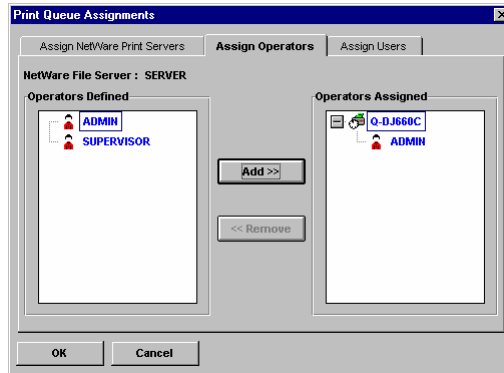 Print Queue Assignments
Assign NetWare Print Servers
Assign Operators
Assign Users
NetWare File Server : SERVER
Operators Defined
Operators Assigned
ADMIN
SUPERVISOR
Q-DJ660C
ADMIN
Add >>
<< Remove
OK
Cancel